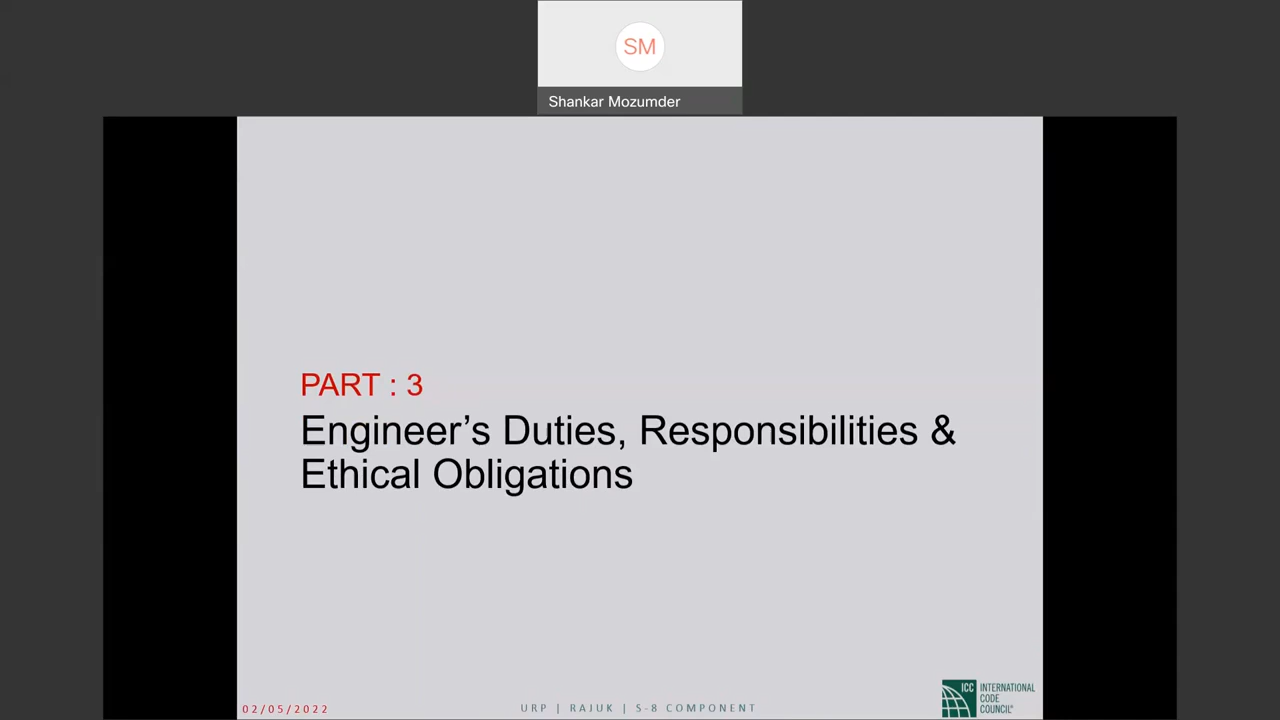 SM
Shankar Mozumder
PART : 3
Engineer’s Duties, Responsibilities &
Ethical Obligations
02/05/2022
URP | RAJUK | S-8 COMPONENT
ICC
INTERNATIONAL
CODE
COUNCIL®